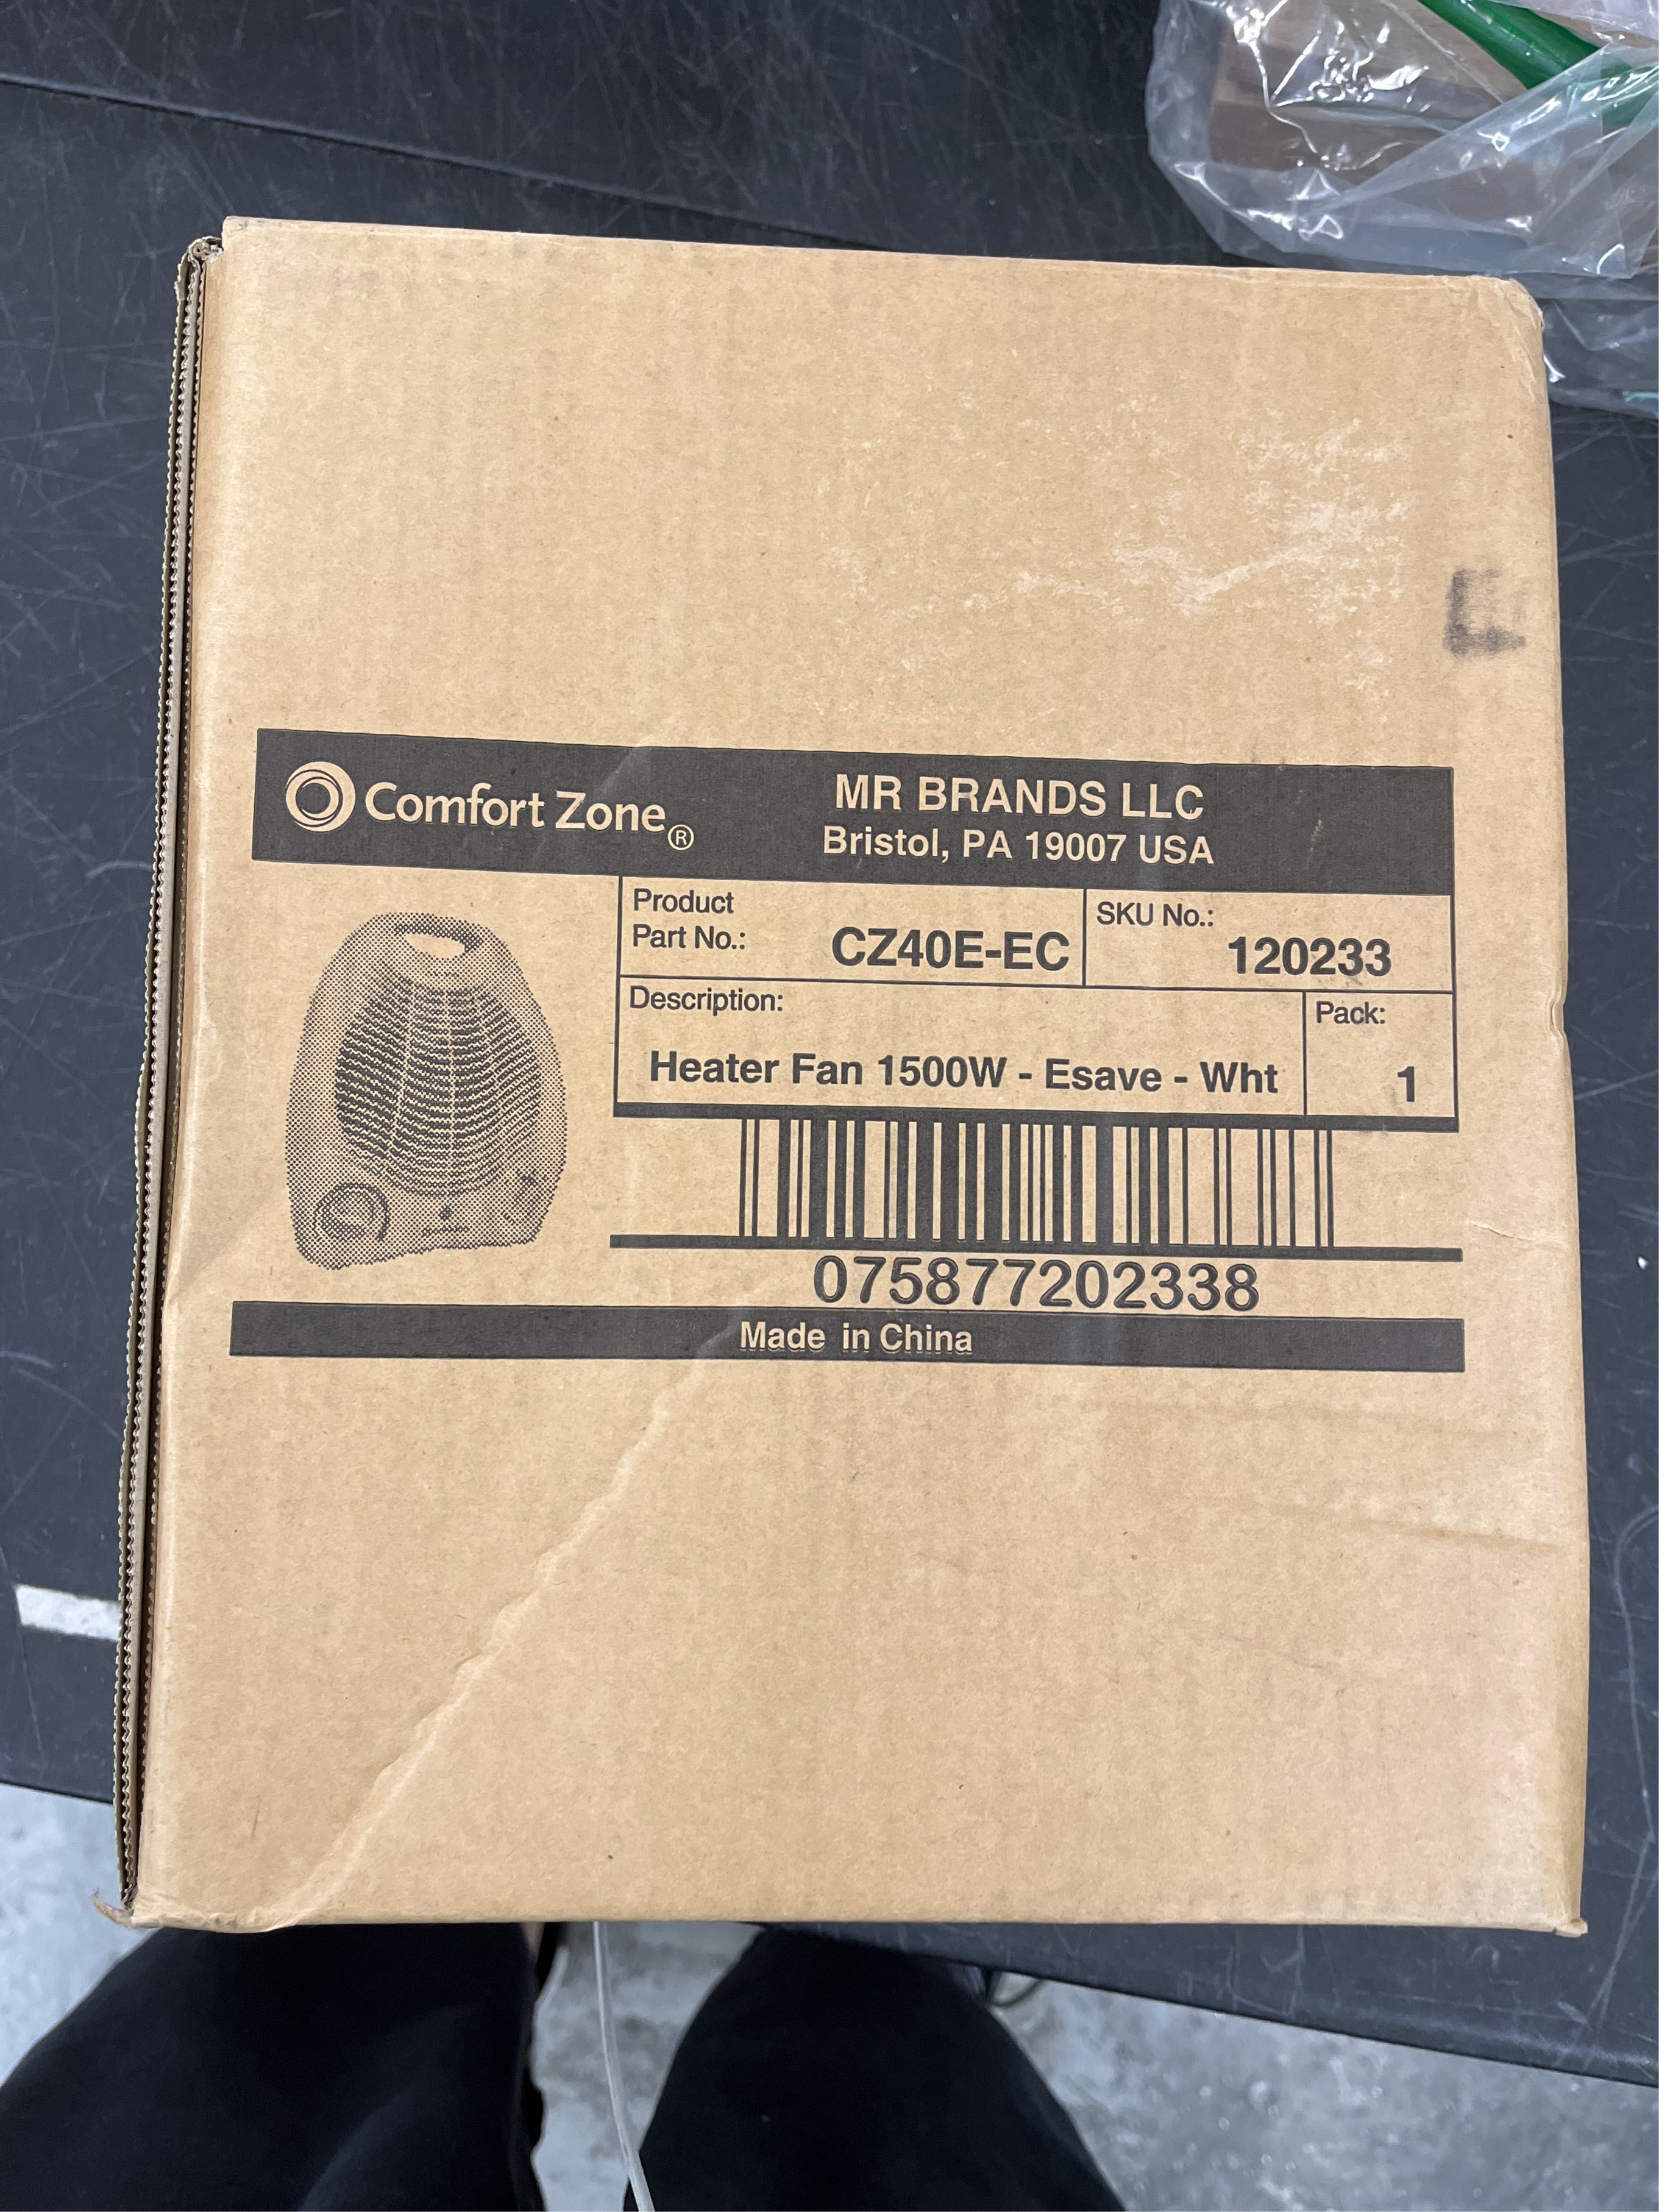 Comfort Zone®
MR BRANDS LLC
Bristol, PA 19007 USA
Product
Part No.: CZ40E-EC
SKU No.: 120233
Description:
Heater Fan 1500W - Esave - Wht
Pack:
1
075877202338
Made in China